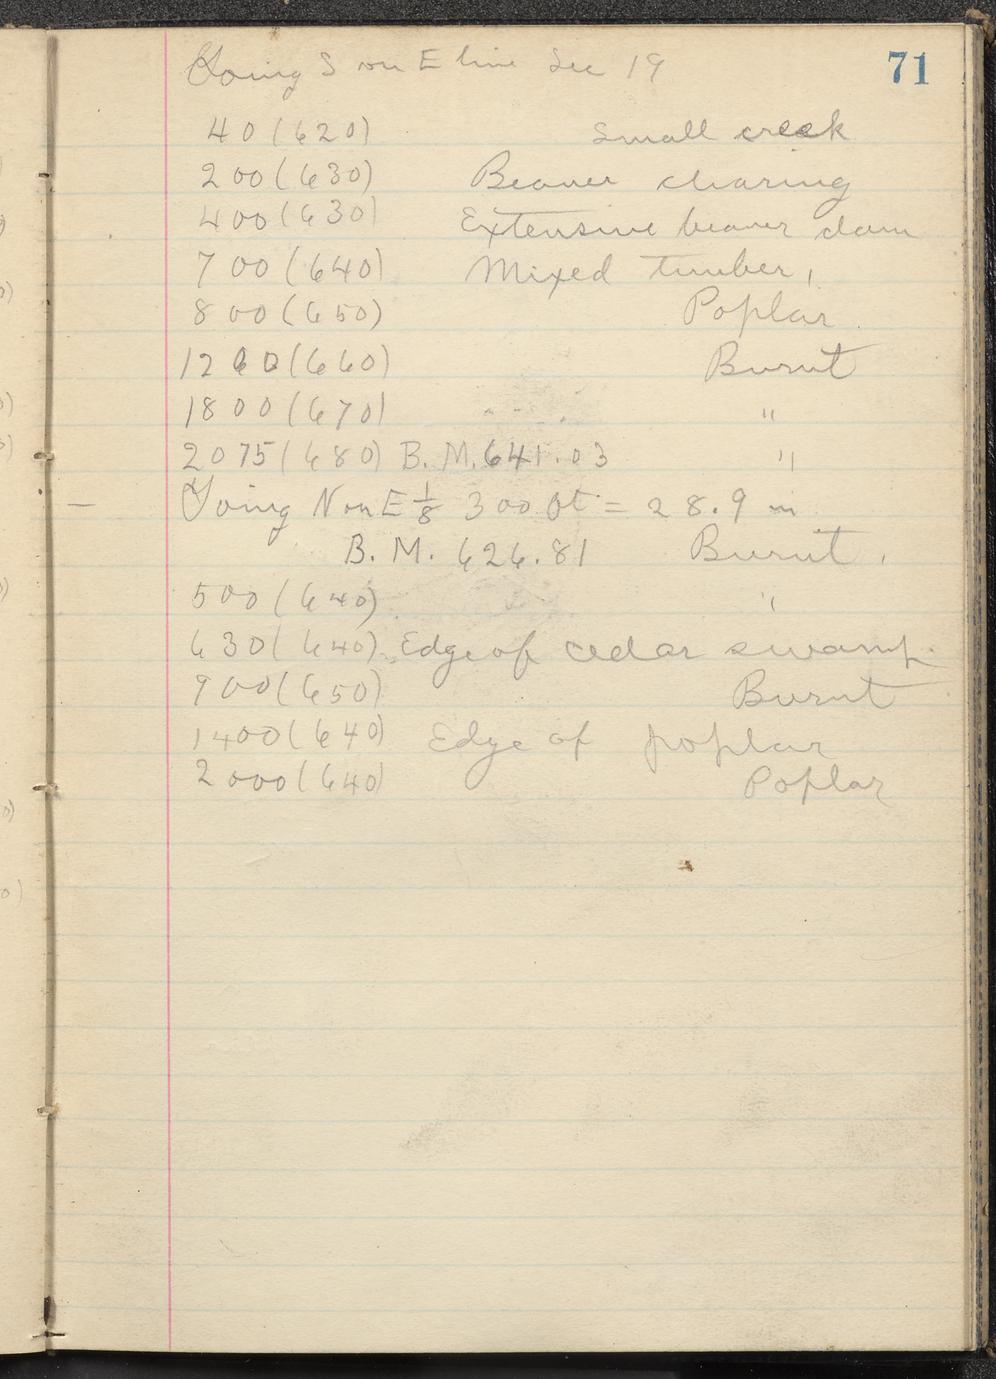 71
Going S on E line Sec 19
40 (620) small creek
200 (630) Beaver clearing
400 (630) Extensive beaver dam
700 (640) Mixed timber,
800 (650) Poplar
1200 (660) Burnt
1800 (670) "
2075 (680) B.M. 641.03 "
Going N on E 1/8 300 Pt = 28.9 m
B.M. 626.81 Burnt.
500 (640) "
630 (640) Edge of cedar swamp.
900 (650) Burnt
1400 (640) Edge of poplar
2000 (640) Poplar